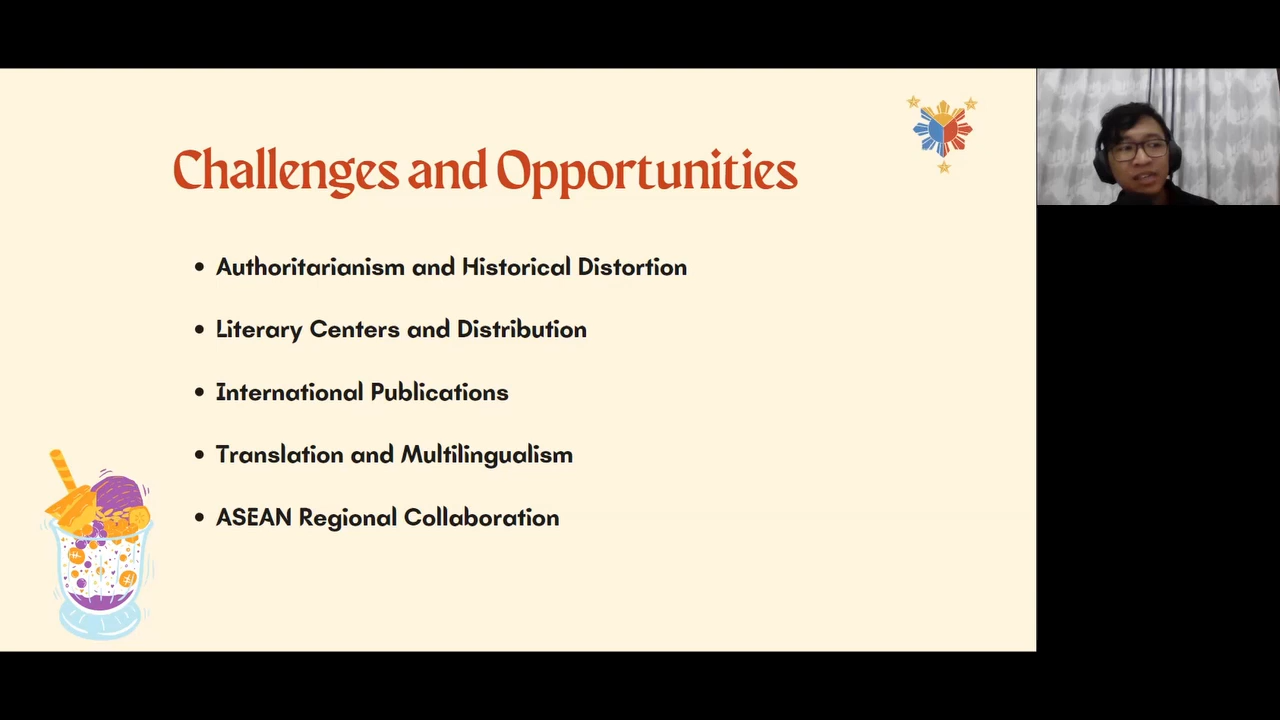 Challenges and Opportunities
• Authoritarianism and Historical Distortion
• Literary Centers and Distribution
• International Publications
• Translation and Multilingualism
• ASEAN Regional Collaboration